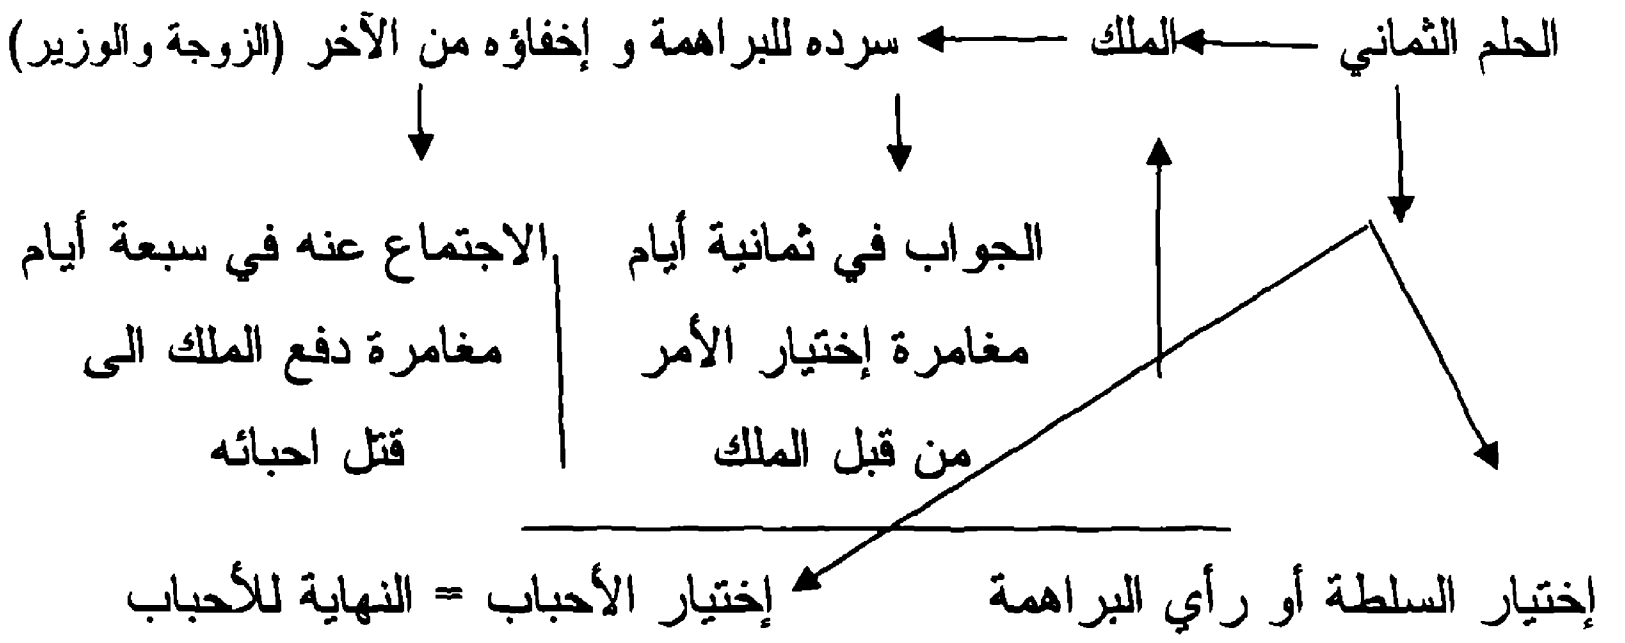 الحلم الثماني الملك سرده للبراهمة و إخفاؤه من الآخر (الزوجة والوزير)
الجواب في ثمانية أيام الاجتماع عنه في سبعة أيام
مغامرة إختيار الأمر مغامرة دفع الملك الى
من قبل الملك قتل احبائه
إختيار السلطة أو رأي البراهمة إختيار الأحباب = النهاية للأحباب